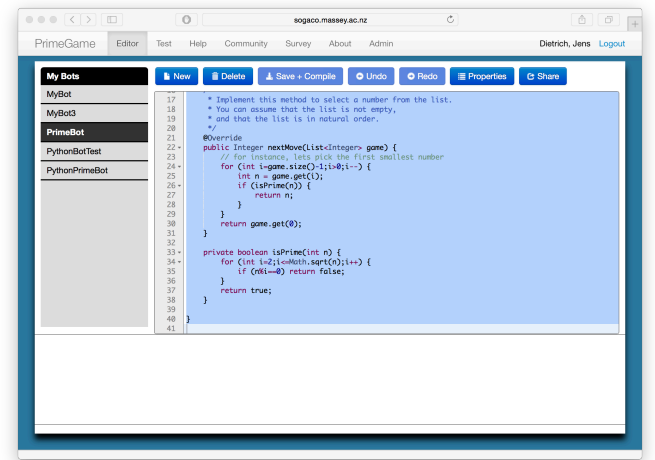 sogaco.massey.ac.nz
PrimeGame Editor Test Help Community Survey About Admin Dietrich, Jens Logout
My Bots
MyBot
MyBot3
PrimeBot
PythonBotTest
PythonPrimeBot
New Delete Save + Compile Undo Redo Properties Share
17 * Implement this method to select a number from the list.
18 * You can assume that the list is not empty,
19 * and that the list is in natural order.
20 */
21 @Override
22 public Integer nextMove(List<Integer> game) {
23 // for instance, lets pick the first smallest number
24 for (int i=game.size()-1;i>0;i--) {
25 int n = game.get(i);
26 if (isPrime(n)) {
27 return n;
28 }
29 }
30 return game.get(0);
31 }
32
33 private boolean isPrime(int n) {
34 for (int i=2;i<=Math.sqrt(n);i++) {
35 if (n%i==0) return false;
36 }
37 return true;
38 }
39
40 }
41